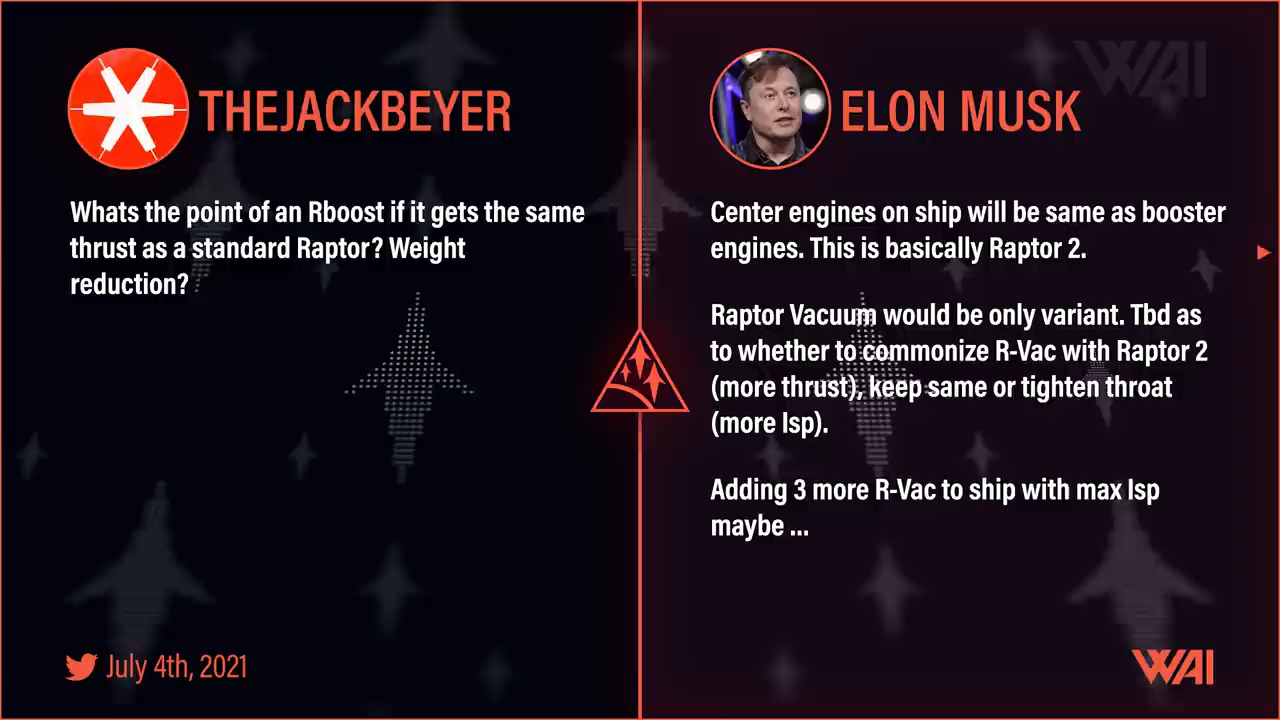 THEJACKBEYER
Whats the point of an Rboost if it gets the same
thrust as a standard Raptor? Weight
reduction?
July 4th, 2021
WAI
ELON MUSK
Center engines on ship will be same as booster
engines. This is basically Raptor 2.
Raptor Vacuum would be only variant. Tbd as
to whether to commonize R-Vac with Raptor 2
(more thrust), keep same or tighten throat
(more Isp).
Adding 3 more R-Vac to ship with max Isp
maybe ...
WAI